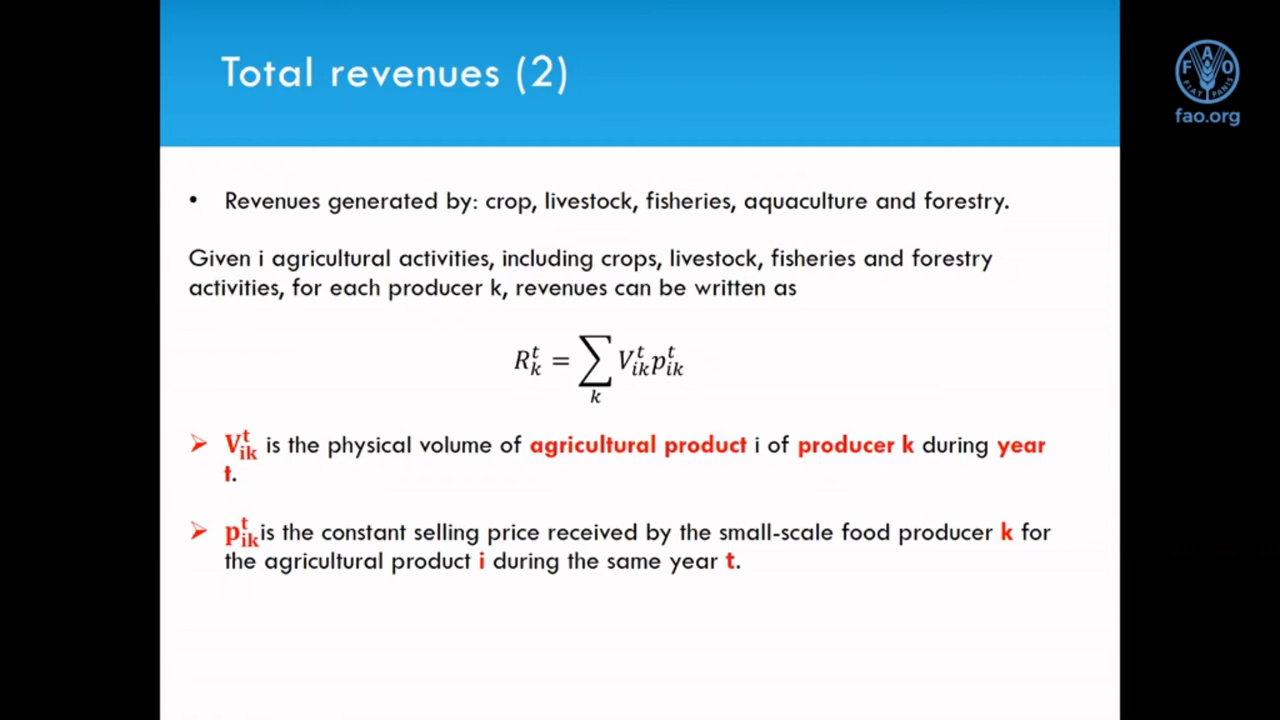 Total revenues (2)
F A O
FIAT PANIS
fao.org
• Revenues generated by: crop, livestock, fisheries, aquaculture and forestry.
Given i agricultural activities, including crops, livestock, fisheries and forestry
activities, for each producer k, revenues can be written as
R_k^t = ∑_k V_ik^t p_ik^t
➢ V_ik^t is the physical volume of agricultural product i of producer k during year
t.
➢ p_ik^t is the constant selling price received by the small-scale food producer k for
the agricultural product i during the same year t.